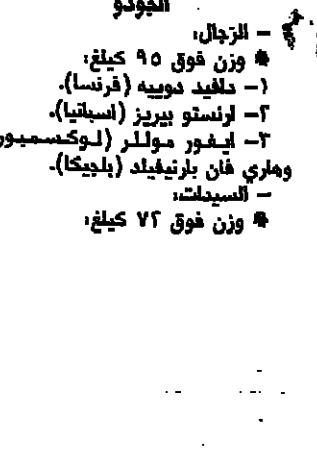 الجودو
– الرجال:
● وزن فوق ٩٥ كيلغ:
١– دافيد دوييه (فرنسا).
٢– ارنستو بيريز (اسبانيا).
٣– ايغور موللر (لوكسمبور
وهاري فان بارنيفيلد (بلجيكا).
– السيدات:
● وزن فوق ٧٢ كيلغ: